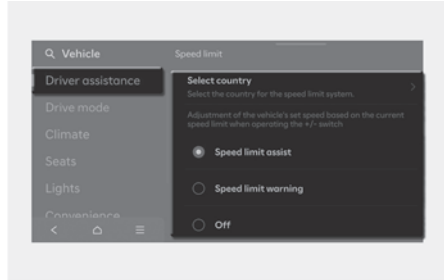 Vehicle
Speed limit
Driver assistance
Select country
Select the country for the speed limit system.
Drive mode
Adjustment of the vehicle's set speed based on the current
speed limit when operating the +/- switch
Climate
Speed limit assist
Seats
Speed limit warning
Lights
Convenience
Off